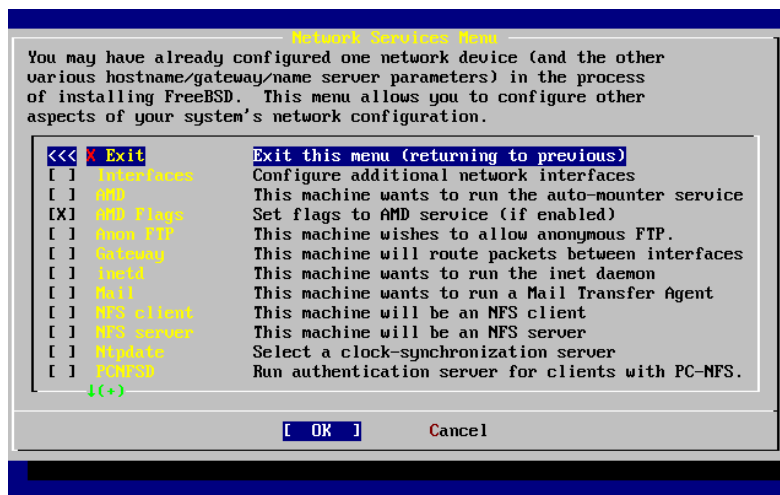 Network Services Menu
You may have already configured one network device (and the other
various hostname/gateway/name server parameters) in the process
of installing FreeBSD.  This menu allows you to configure other
aspects of your system's network configuration.
<<< X Exit Exit this menu (returning to previous)
[ ] Interfaces Configure additional network interfaces
[ ] AMD This machine wants to run the auto-mounter service
[X] AMD Flags Set flags to AMD service (if enabled)
[ ] Anon FTP This machine wishes to allow anonymous FTP.
[ ] Gateway This machine will route packets between interfaces
[ ] inetd This machine wants to run the inet daemon
[ ] Mail This machine wants to run a Mail Transfer Agent
[ ] NFS client This machine will be an NFS client
[ ] NFS server This machine will be an NFS server
[ ] Ntpdate Select a clock-synchronization server
[ ] PCNFSD Run authentication server for clients with PC-NFS.
↓(+)
[ OK ] Cancel